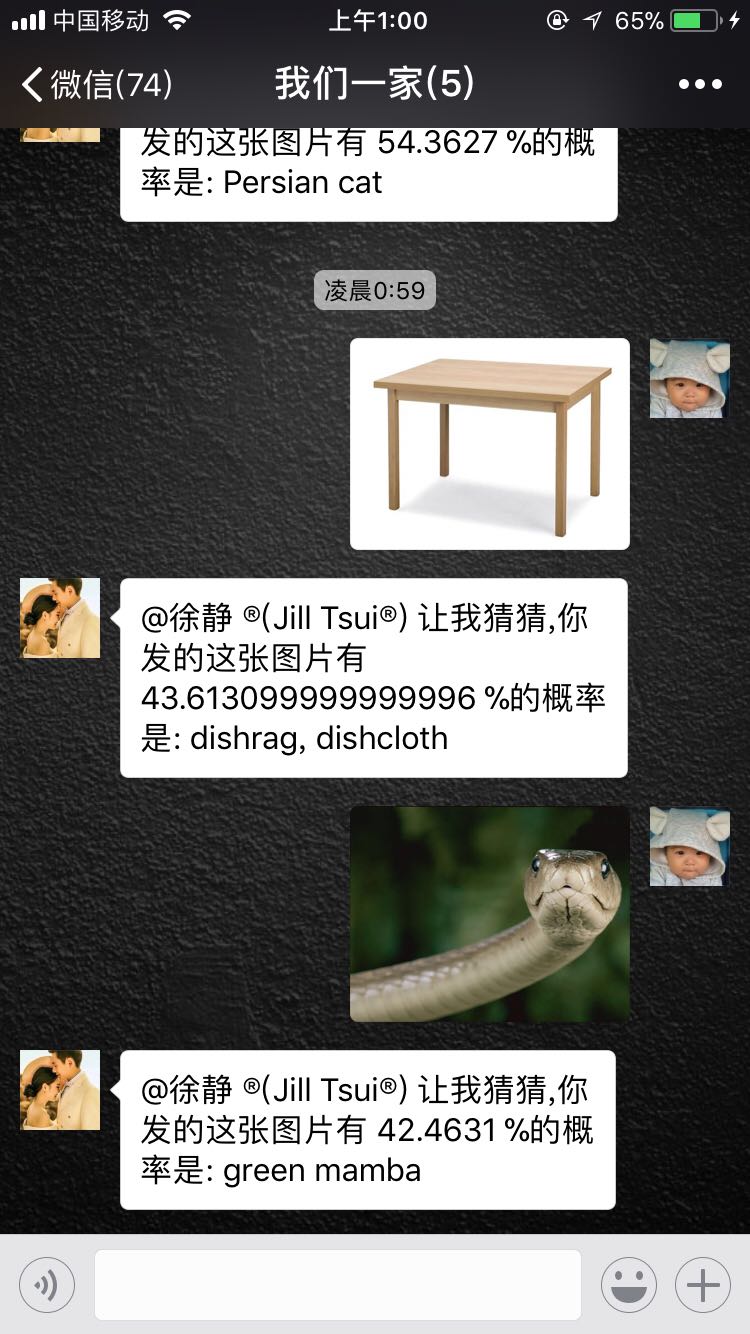 中国移动 上午1:00 65%
微信(74) 我们一家(5)
发的这张图片有 54.3627 %的概
率是: Persian cat
凌晨0:59
@徐静 ®(Jill Tsui®) 让我猜猜,你
发的这张图片有
43.613099999999996 %的概率
是: dishrag, dishcloth
@徐静 ®(Jill Tsui®) 让我猜猜,你
发的这张图片有 42.4631 %的概
率是: green mamba